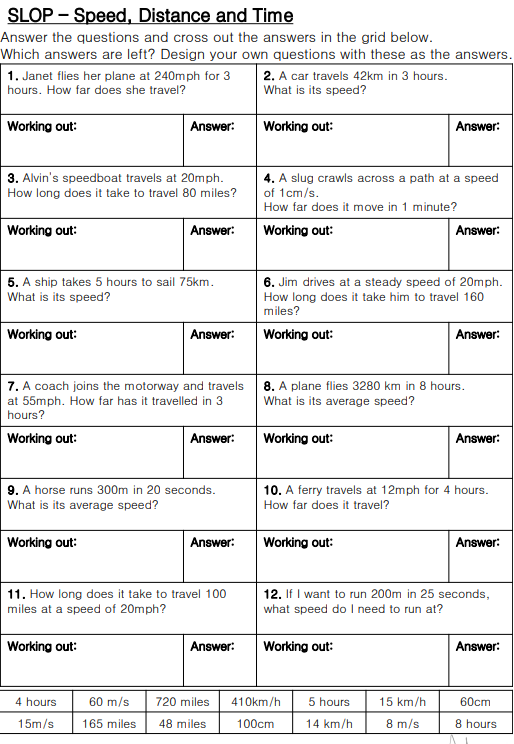 SLOP – Speed, Distance and Time
Answer the questions and cross out the answers in the grid below.
Which answers are left? Design your own questions with these as the answers.
1. Janet flies her plane at 240mph for 3
hours. How far does she travel?
2. A car travels 42km in 3 hours.
What is its speed?
Working out: Answer: Working out: Answer:
3. Alvin's speedboat travels at 20mph.
How long does it take to travel 80 miles?
4. A slug crawls across a path at a speed
of 1cm/s.
How far does it move in 1 minute?
Working out: Answer: Working out: Answer:
5. A ship takes 5 hours to sail 75km.
What is its speed?
6. Jim drives at a steady speed of 20mph.
How long does it take him to travel 160
miles?
Working out: Answer: Working out: Answer:
7. A coach joins the motorway and travels
at 55mph. How far has it travelled in 3
hours?
8. A plane flies 3280 km in 8 hours.
What is its average speed?
Working out: Answer: Working out: Answer:
9. A horse runs 300m in 20 seconds.
What is its average speed?
10. A ferry travels at 12mph for 4 hours.
How far does it travel?
Working out: Answer: Working out: Answer:
11. How long does it take to travel 100
miles at a speed of 20mph?
12. If I want to run 200m in 25 seconds,
what speed do I need to run at?
Working out: Answer: Working out: Answer:
4 hours 60 m/s 720 miles 410km/h 5 hours 15 km/h 60cm
15m/s 165 miles 48 miles 100cm 14 km/h 8 m/s 8 hours